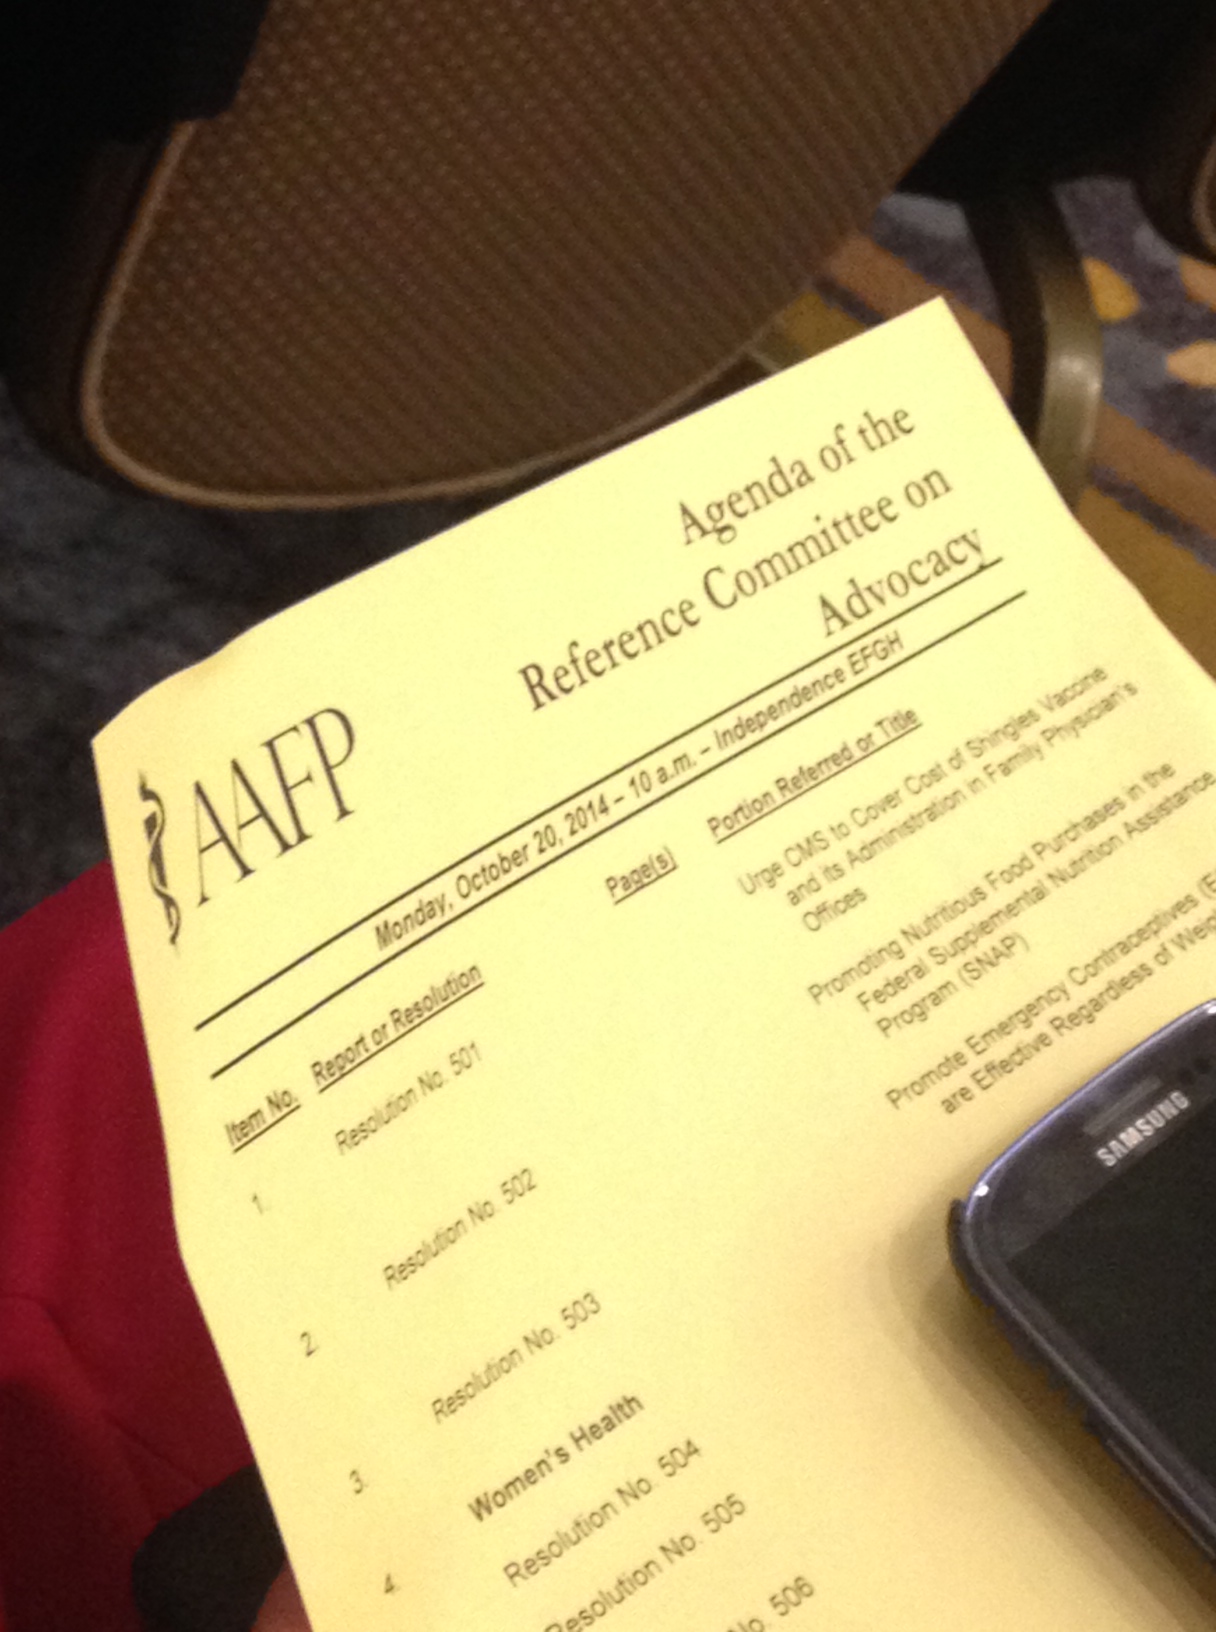 AAFP
Agenda of the
Reference Committee on
Advocacy
Monday, October 20, 2014 – 10 a.m. – Independence EFGH
Item No. Report or Resolution Page(s) Portion Referred or Title
1. Resolution No. 501 Urge CMS to Cover Cost of Shingles Vaccine
and its Administration in Family Physician's
Offices
2. Resolution No. 502 Promoting Nutritious Food Purchases in the
Federal Supplemental Nutrition Assistance
Program (SNAP)
3. Resolution No. 503 Promote Emergency Contraceptives
are Effective Regardless of
Women's Health
4. Resolution No. 504
Resolution No. 505
No. 506
SAMSUNG